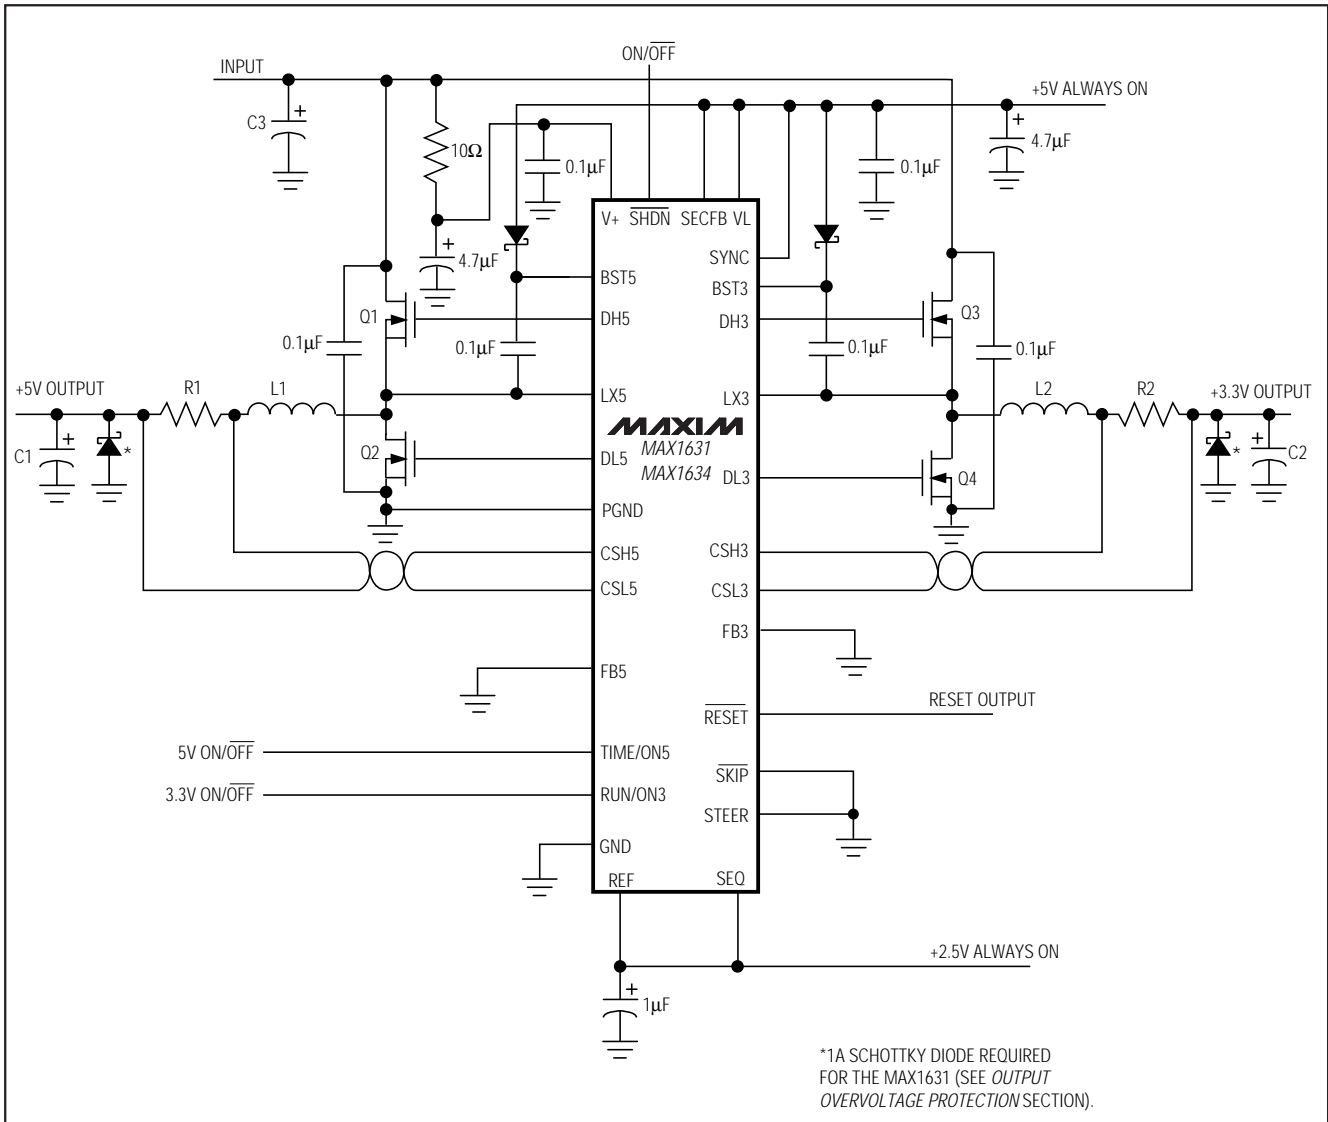 ON/OFF
INPUT
+5V ALWAYS ON
C3
+
10Ω
0.1µF
0.1µF
+
4.7µF
V+
SHDN
SECFB
VL
+
4.7µF
SYNC
BST5
BST3
Q1
DH5
DH3
Q3
0.1µF
0.1µF
0.1µF
0.1µF
+5V OUTPUT
R1
L1
LX5
LX3
L2
R2
+3.3V OUTPUT
MAXIM
MAX1631
MAX1634
C1
+
*
Q2
DL5
DL3
Q4
*
+
C2
PGND
CSH5
CSH3
CSL5
CSL3
FB3
FB5
RESET
RESET OUTPUT
5V ON/OFF
TIME/ON5
SKIP
3.3V ON/OFF
RUN/ON3
STEER
GND
REF
SEQ
+2.5V ALWAYS ON
+
1µF
*1A SCHOTTKY DIODE REQUIRED
FOR THE MAX1631 (SEE OUTPUT
OVERVOLTAGE PROTECTION SECTION).